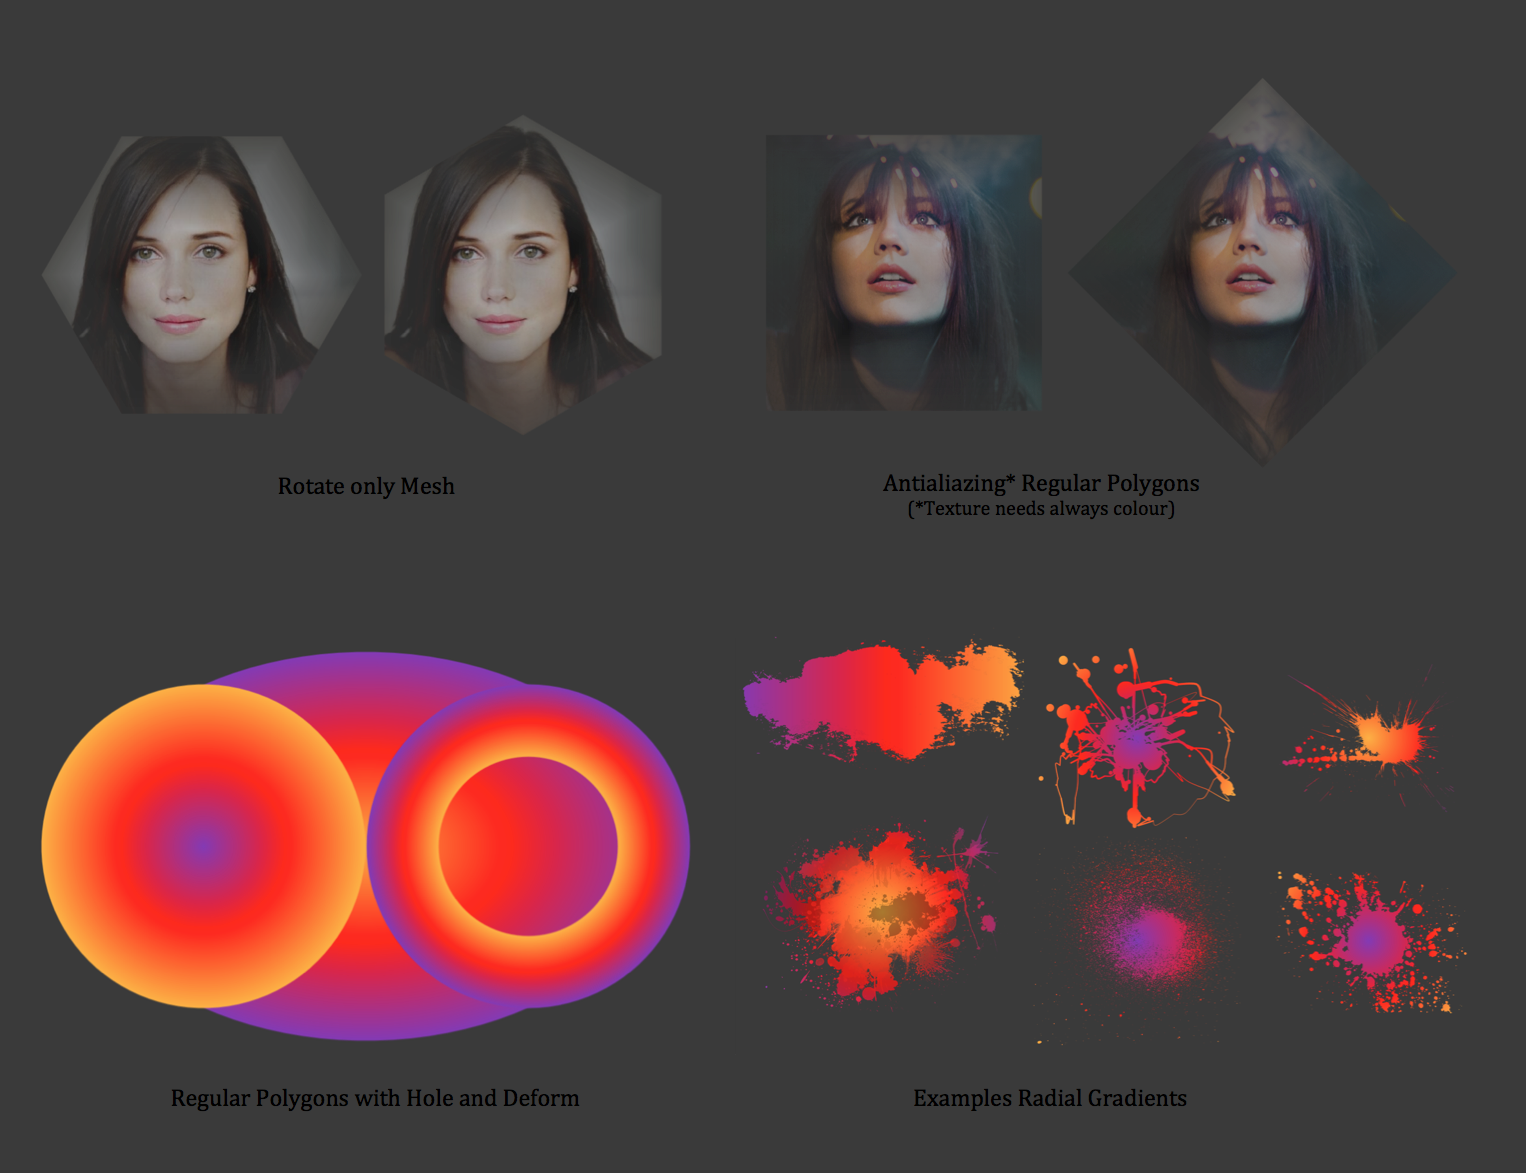 Rotate only Mesh
Antialiazing* Regular Polygons
(*Texture needs always colour)
Regular Polygons with Hole and Deform
Examples Radial Gradients